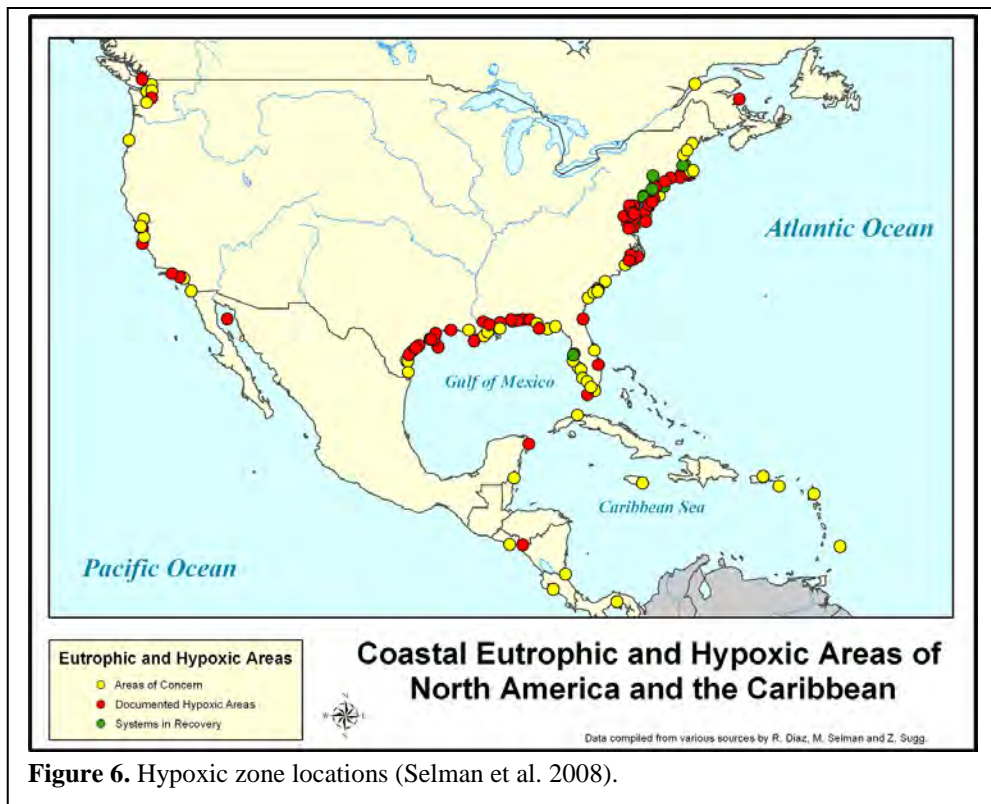 Atlantic Ocean
Gulf of Mexico
Caribbean Sea
Pacific Ocean
Eutrophic and Hypoxic Areas
Areas of Concern
Documented Hypoxic Areas
Systems in Recovery
N
W
E
S
Coastal Eutrophic and Hypoxic Areas of
North America and the Caribbean
Data compiled from various sources by R. Diaz, M. Selman and Z. Sugg.
Figure 6. Hypoxic zone locations (Selman et al. 2008).